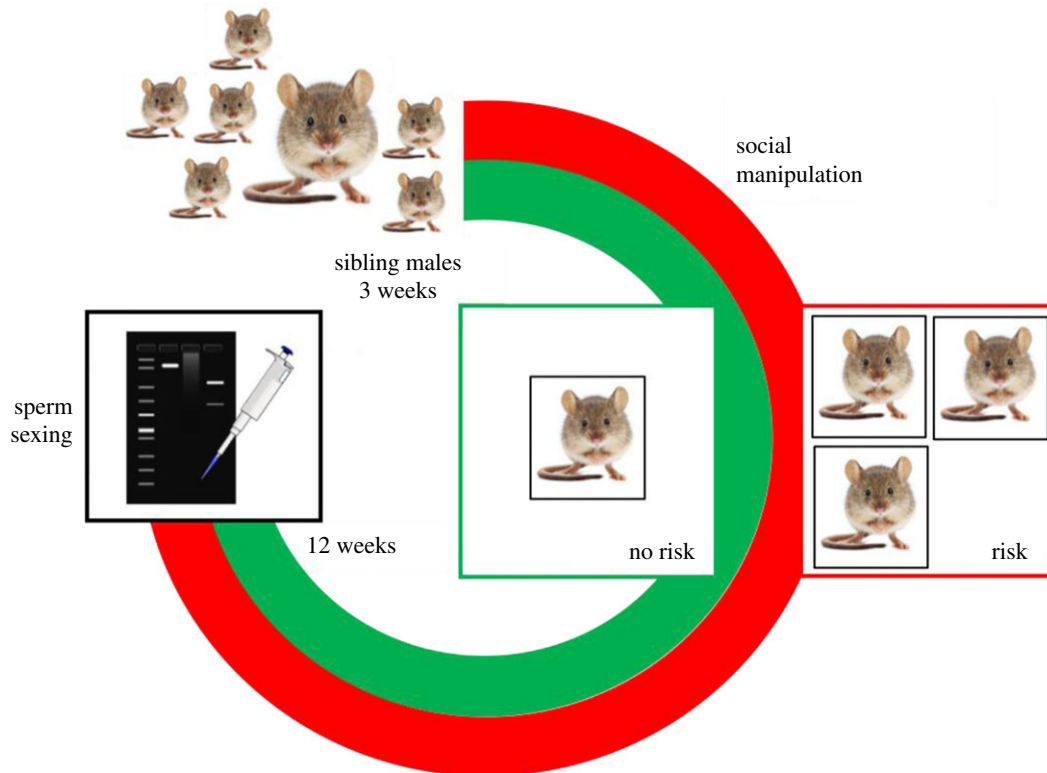 social
manipulation
sibling males
3 weeks
sperm
sexing
12 weeks
no risk
risk